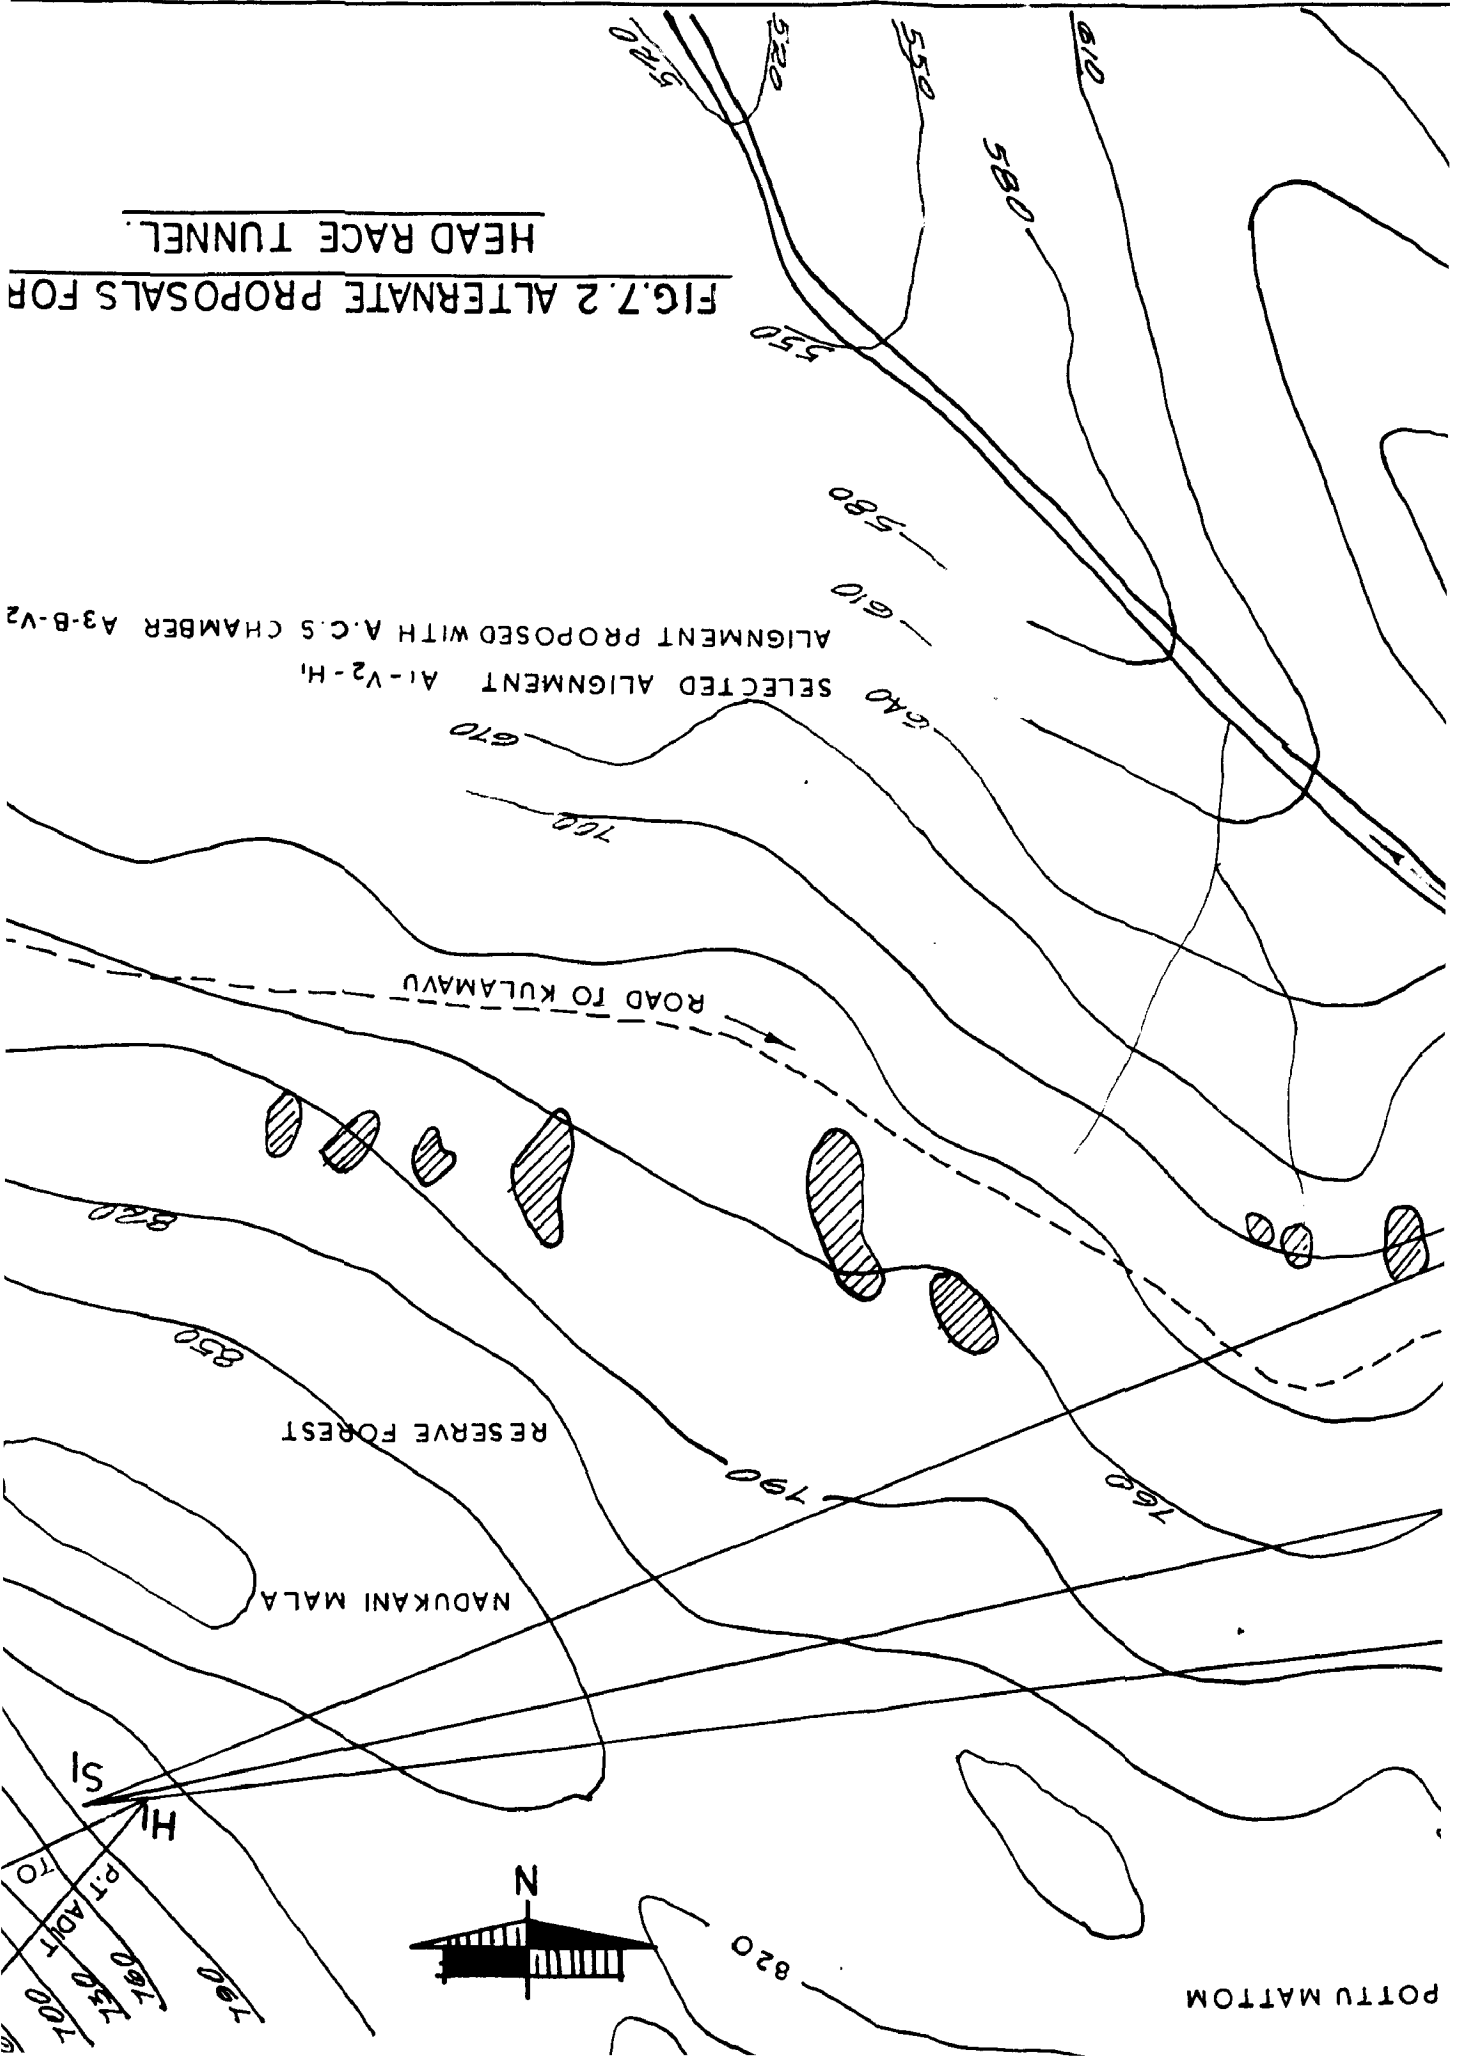 POTTU MATTOM
820
N
790
760
730
700
P.T. ADIT TO
H1
S1
NADUKANI MALA
760
790
RESERVE FOREST
850
820
ROAD TO KULAMAVU
700
670
640
SELECTED ALIGNMENT A1-V2-H1
ALIGNMENT PROPOSED WITH A.C.S CHAMBER A3-B-V2
610
580
550
FIG.7.2 ALTERNATE PROPOSALS FOR
HEAD RACE TUNNEL.
580
610
550
520
520